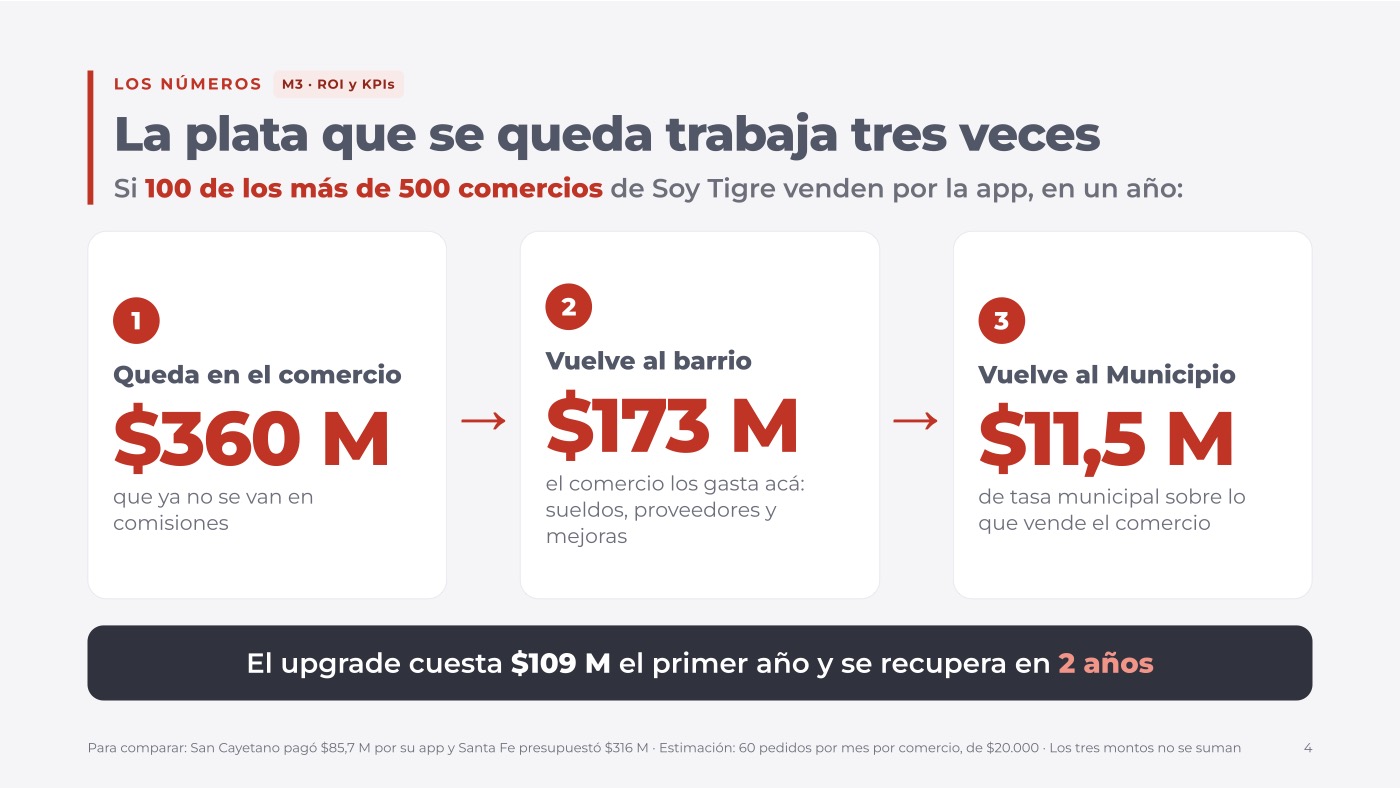 LOS NÚMEROS M3 · ROI y KPIs
La plata que se queda trabaja tres veces
Si 100 de los más de 500 comercios de Soy Tigre venden por la app, en un año:
1
Queda en el comercio
$360 M
que ya no se van en
comisiones
→
2
Vuelve al barrio
$173 M
el comercio los gasta acá:
sueldos, proveedores y
mejoras
→
3
Vuelve al Municipio
$11,5 M
de tasa municipal sobre lo
que vende el comercio
El upgrade cuesta $109 M el primer año y se recupera en 2 años
Para comparar: San Cayetano pagó $85,7 M por su app y Santa Fe presupuestó $316 M · Estimación: 60 pedidos por mes por comercio, de $20.000 · Los tres montos no se suman
4